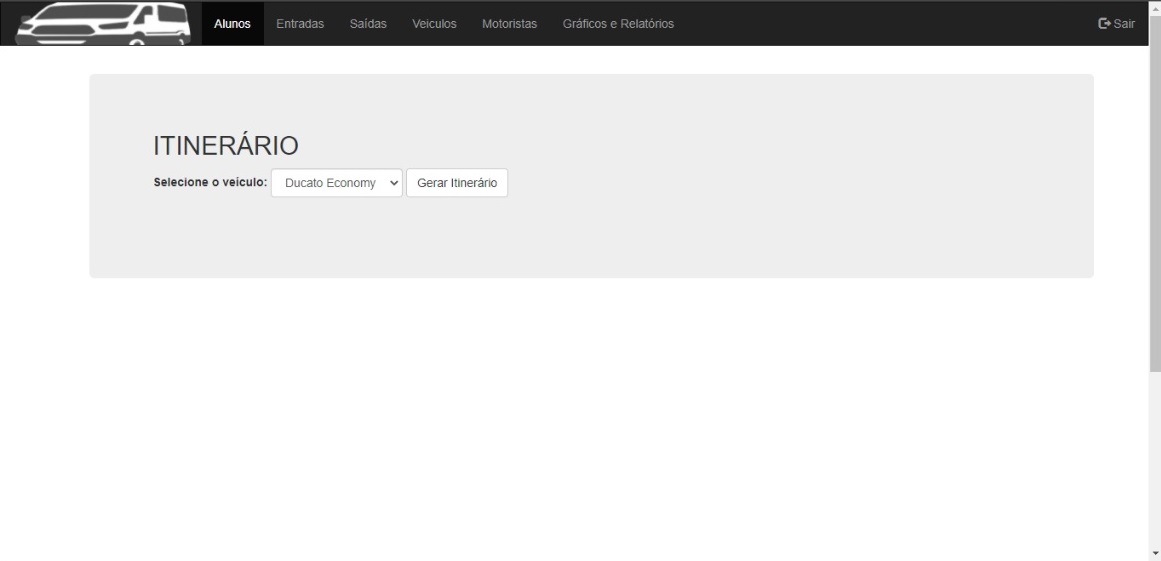 Alunos Entradas Saídas Veiculos Motoristas Gráficos e Relatórios Sair
ITINERÁRIO
Selecione o veiculo: Ducato Economy Gerar Itinerário